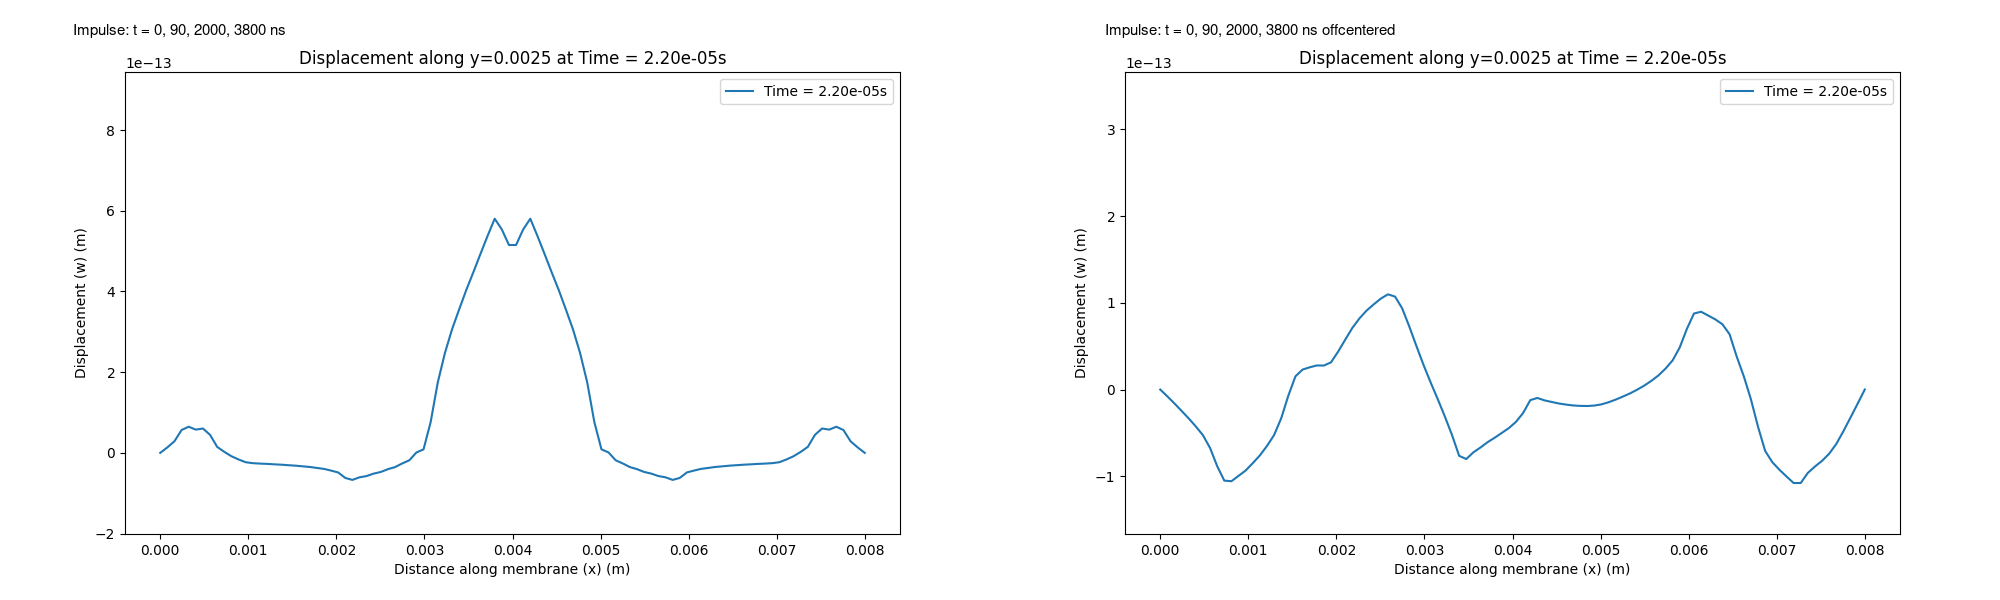 Impulse: t = 0, 90, 2000, 3800 ns
Displacement along y=0.0025 at Time = 2.20e-05s
1e−13
Time = 2.20e-05s
8
6
4
2
0
−2
Displacement (w) (m)
0.000 0.001 0.002 0.003 0.004 0.005 0.006 0.007 0.008
Distance along membrane (x) (m)
Impulse: t = 0, 90, 2000, 3800 ns offcentered
Displacement along y=0.0025 at Time = 2.20e-05s
1e−13
Time = 2.20e-05s
3
2
1
0
−1
Displacement (w) (m)
0.000 0.001 0.002 0.003 0.004 0.005 0.006 0.007 0.008
Distance along membrane (x) (m)